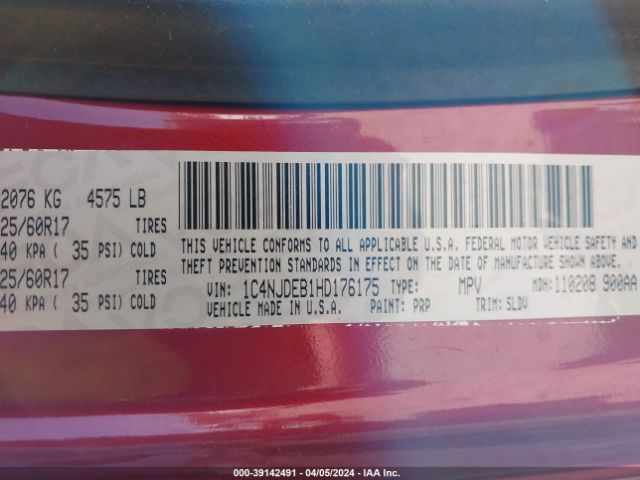 2076 KG 4575 LB
25/60R17 TIRES
40 KPA ( 35 PSI) COLD
25/60R17 TIRES
40 KPA ( 35 PSI) COLD
THIS VEHICLE CONFORMS TO ALL APPLICABLE U.S.A. FEDERAL MOTOR VEHICLE SAFETY AND
THEFT PREVENTION STANDARDS IN EFFECT ON THE DATE OF MANUFACTURE SHOWN ABOVE.
VIN: 1C4NJDEB1HD176175 TYPE: MPV MDH: 110208 900AA
VEHICLE MADE IN U.S.A. PAINT: PRP TRIM: SLDV
000-39142491 - 04/05/2024 - IAA Inc.